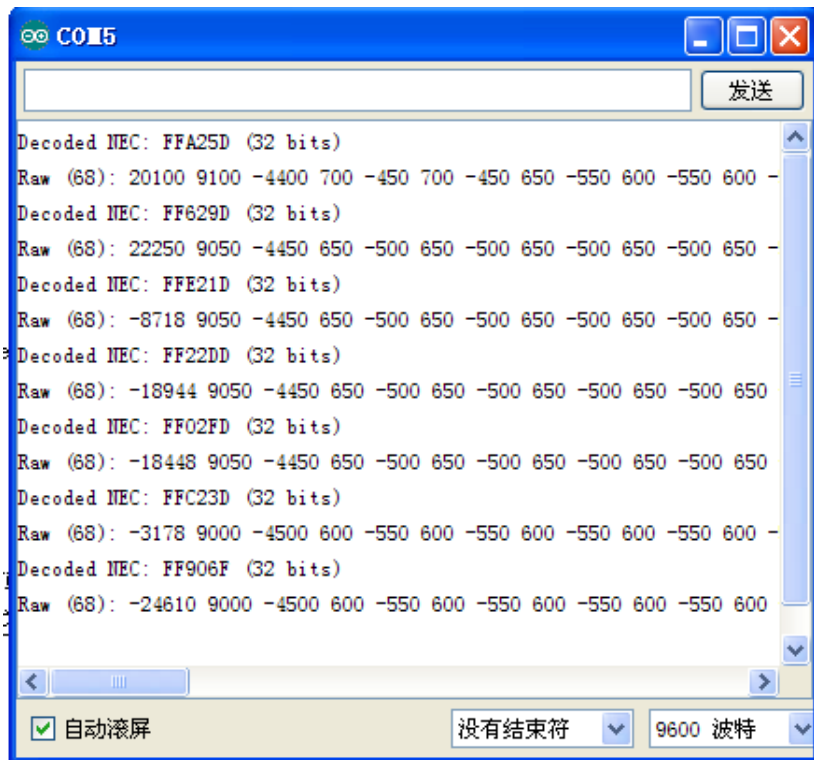 COM5
发送
Decoded NEC: FFA25D (32 bits)
Raw (68): 20100 9100 -4400 700 -450 700 -450 650 -550 600 -550 600 -
Decoded NEC: FF629D (32 bits)
Raw (68): 22250 9050 -4450 650 -500 650 -500 650 -500 650 -500 650 -
Decoded NEC: FFE21D (32 bits)
Raw (68): -8718 9050 -4450 650 -500 650 -500 650 -500 650 -500 650 -
Decoded NEC: FF22DD (32 bits)
Raw (68): -18944 9050 -4450 650 -500 650 -500 650 -500 650 -500 650
Decoded NEC: FF02FD (32 bits)
Raw (68): -18448 9050 -4450 650 -500 650 -500 650 -500 650 -500 650
Decoded NEC: FFC23D (32 bits)
Raw (68): -3178 9000 -4500 600 -550 600 -550 600 -550 600 -550 600 -
Decoded NEC: FF906F (32 bits)
Raw (68): -24610 9000 -4500 600 -550 600 -550 600 -550 600 -550 600
自动滚屏 没有结束符 9600 波特